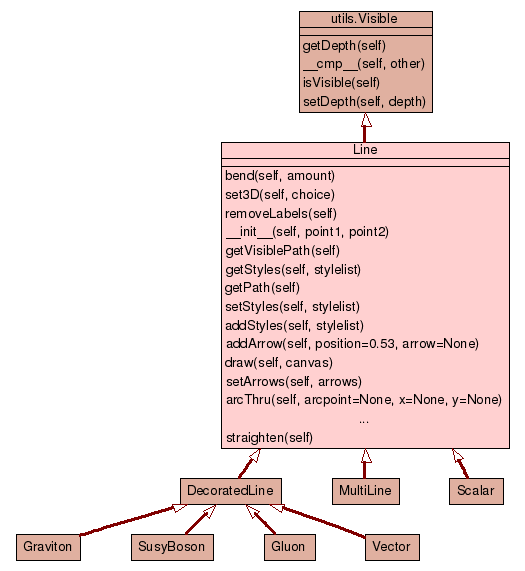 utils.Visible
getDepth(self)
__cmp__(self, other)
isVisible(self)
setDepth(self, depth)
Line
bend(self, amount)
set3D(self, choice)
removeLabels(self)
__init__(self, point1, point2)
getVisiblePath(self)
getStyles(self, stylelist)
getPath(self)
setStyles(self, stylelist)
addStyles(self, stylelist)
addArrow(self, position=0.53, arrow=None)
draw(self, canvas)
setArrows(self, arrows)
arcThru(self, arcpoint=None, x=None, y=None)
...
straighten(self)
DecoratedLine
MultiLine
Scalar
Graviton
SusyBoson
Gluon
Vector